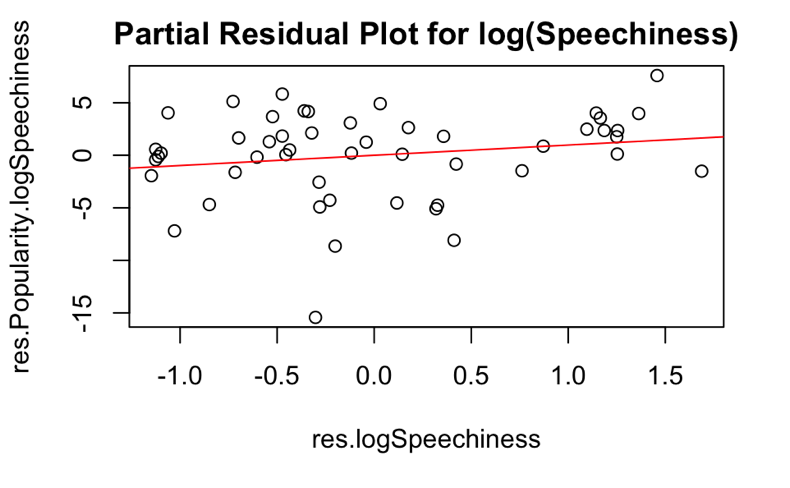 Partial Residual Plot for log(Speechiness)
res.Popularity.logSpeechiness
5
0
-5
-15
-1.0 -0.5 0.0 0.5 1.0 1.5
res.logSpeechiness